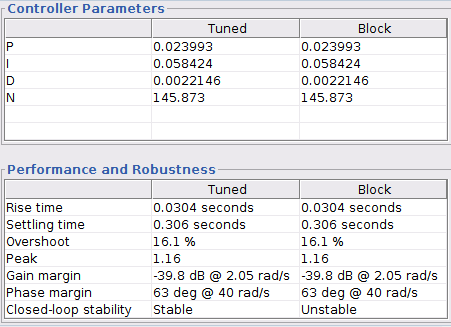 Controller Parameters
Tuned Block
P 0.023993 0.023993
I 0.058424 0.058424
D 0.0022146 0.0022146
N 145.873 145.873
Performance and Robustness
Tuned Block
Rise time 0.0304 seconds 0.0304 seconds
Settling time 0.306 seconds 0.306 seconds
Overshoot 16.1 % 16.1 %
Peak 1.16 1.16
Gain margin -39.8 dB @ 2.05 rad/s -39.8 dB @ 2.05 rad/s
Phase margin 63 deg @ 40 rad/s 63 deg @ 40 rad/s
Closed-loop stability Stable Unstable